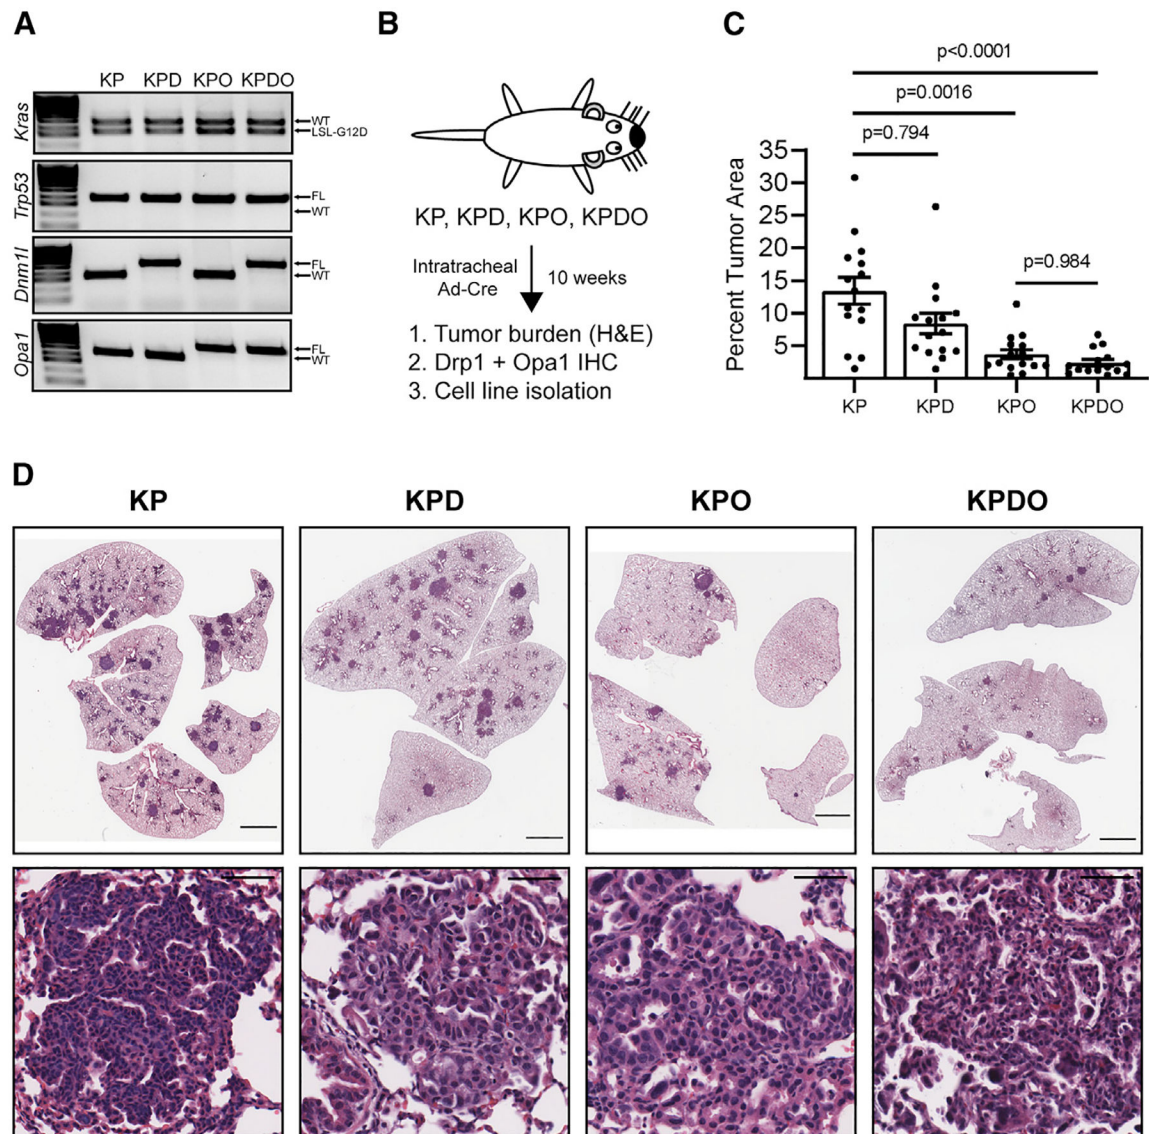 A
KP KPD KPO KPDO
Kras
WT
LSL-G12D
Trp53
FL
WT
Dnm1l
FL
WT
Opa1
FL
WT
B
KP, KPD, KPO, KPDO
Intratracheal
Ad-Cre
10 weeks
1. Tumor burden (H&E)
2. Drp1 + Opa1 IHC
3. Cell line isolation
C
p<0.0001
p=0.0016
p=0.794
p=0.984
Percent Tumor Area
35
30
25
20
15
10
5
KP KPD KPO KPDO
D
KP KPD KPO KPDO